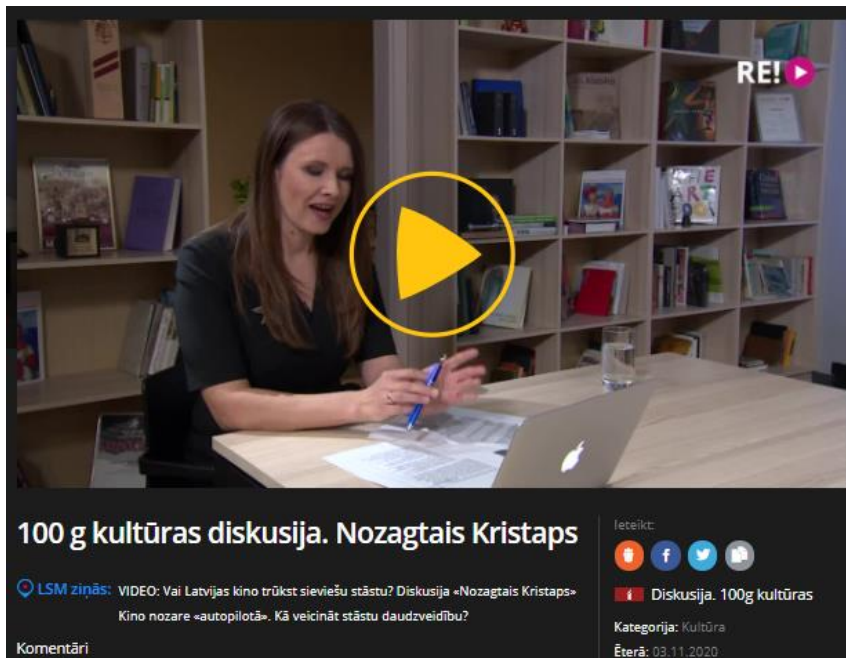 RE!
100 g kultūras diskusija. Nozagtais Kristaps
LSM ziņās: VIDEO: Vai Latvijas kino trūkst sieviešu stāstu? Diskusija «Nozagtais Kristaps»
Kino nozare «autopilotā». Kā veicināt stāstu daudzveidību?
Komentāri
Ieteikt:
Diskusija. 100g kultūras
Kategorija: Kultūra
Ēterā: 03.11.2020